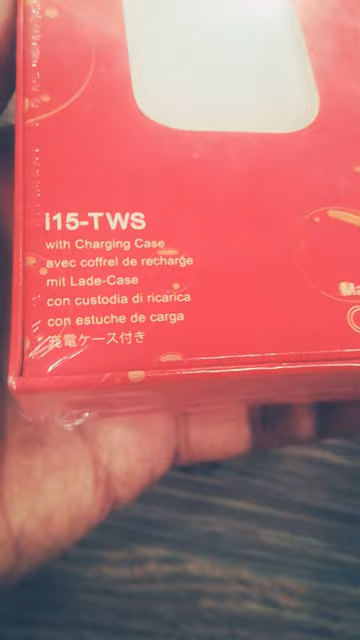 i15-TWS
with Charging Case
avec coffret de recharge
mit Lade-Case
con custodia di ricarica
con estuche de carga
充電ケース付き